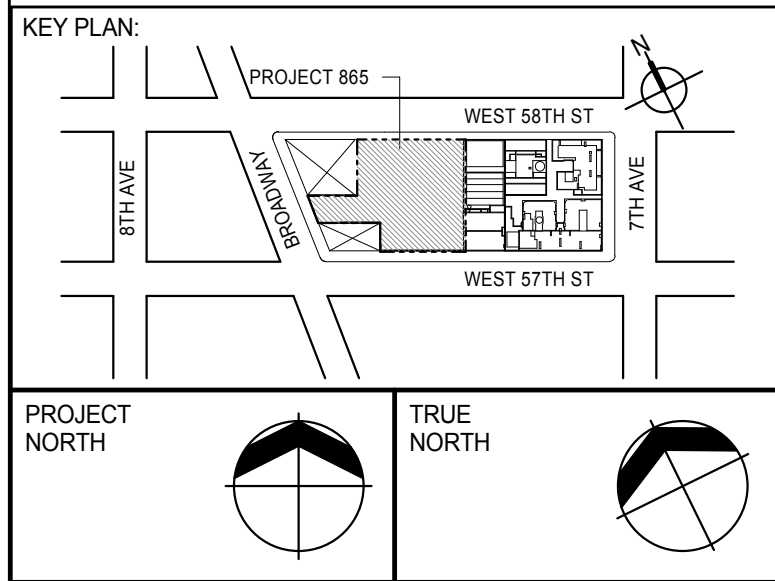 KEY PLAN:
PROJECT 865
N
WEST 58TH ST
8TH AVE
BROADWAY
7TH AVE
WEST 57TH ST
PROJECT
NORTH
TRUE
NORTH